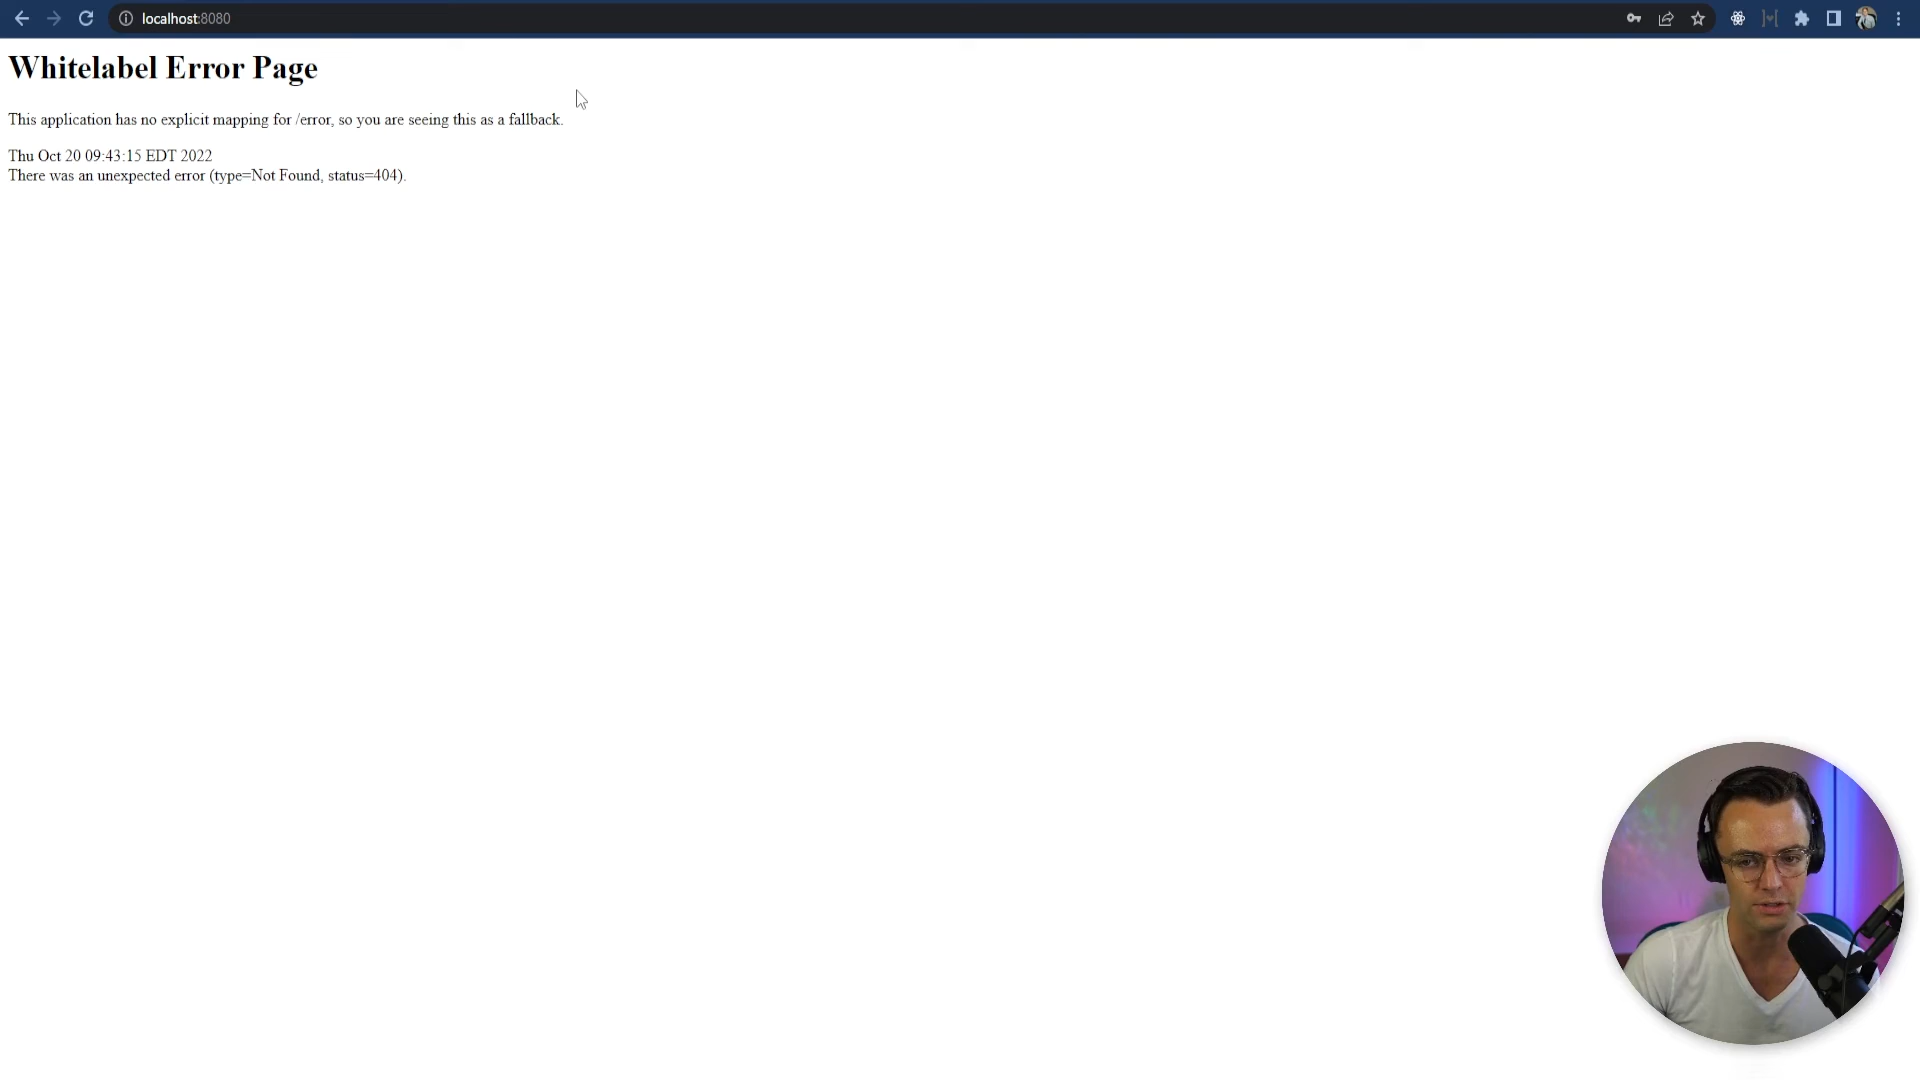 localhost:8080
Whitelabel Error Page
This application has no explicit mapping for /error, so you are seeing this as a fallback.
Thu Oct 20 09:43:15 EDT 2022
There was an unexpected error (type=Not Found, status=404).